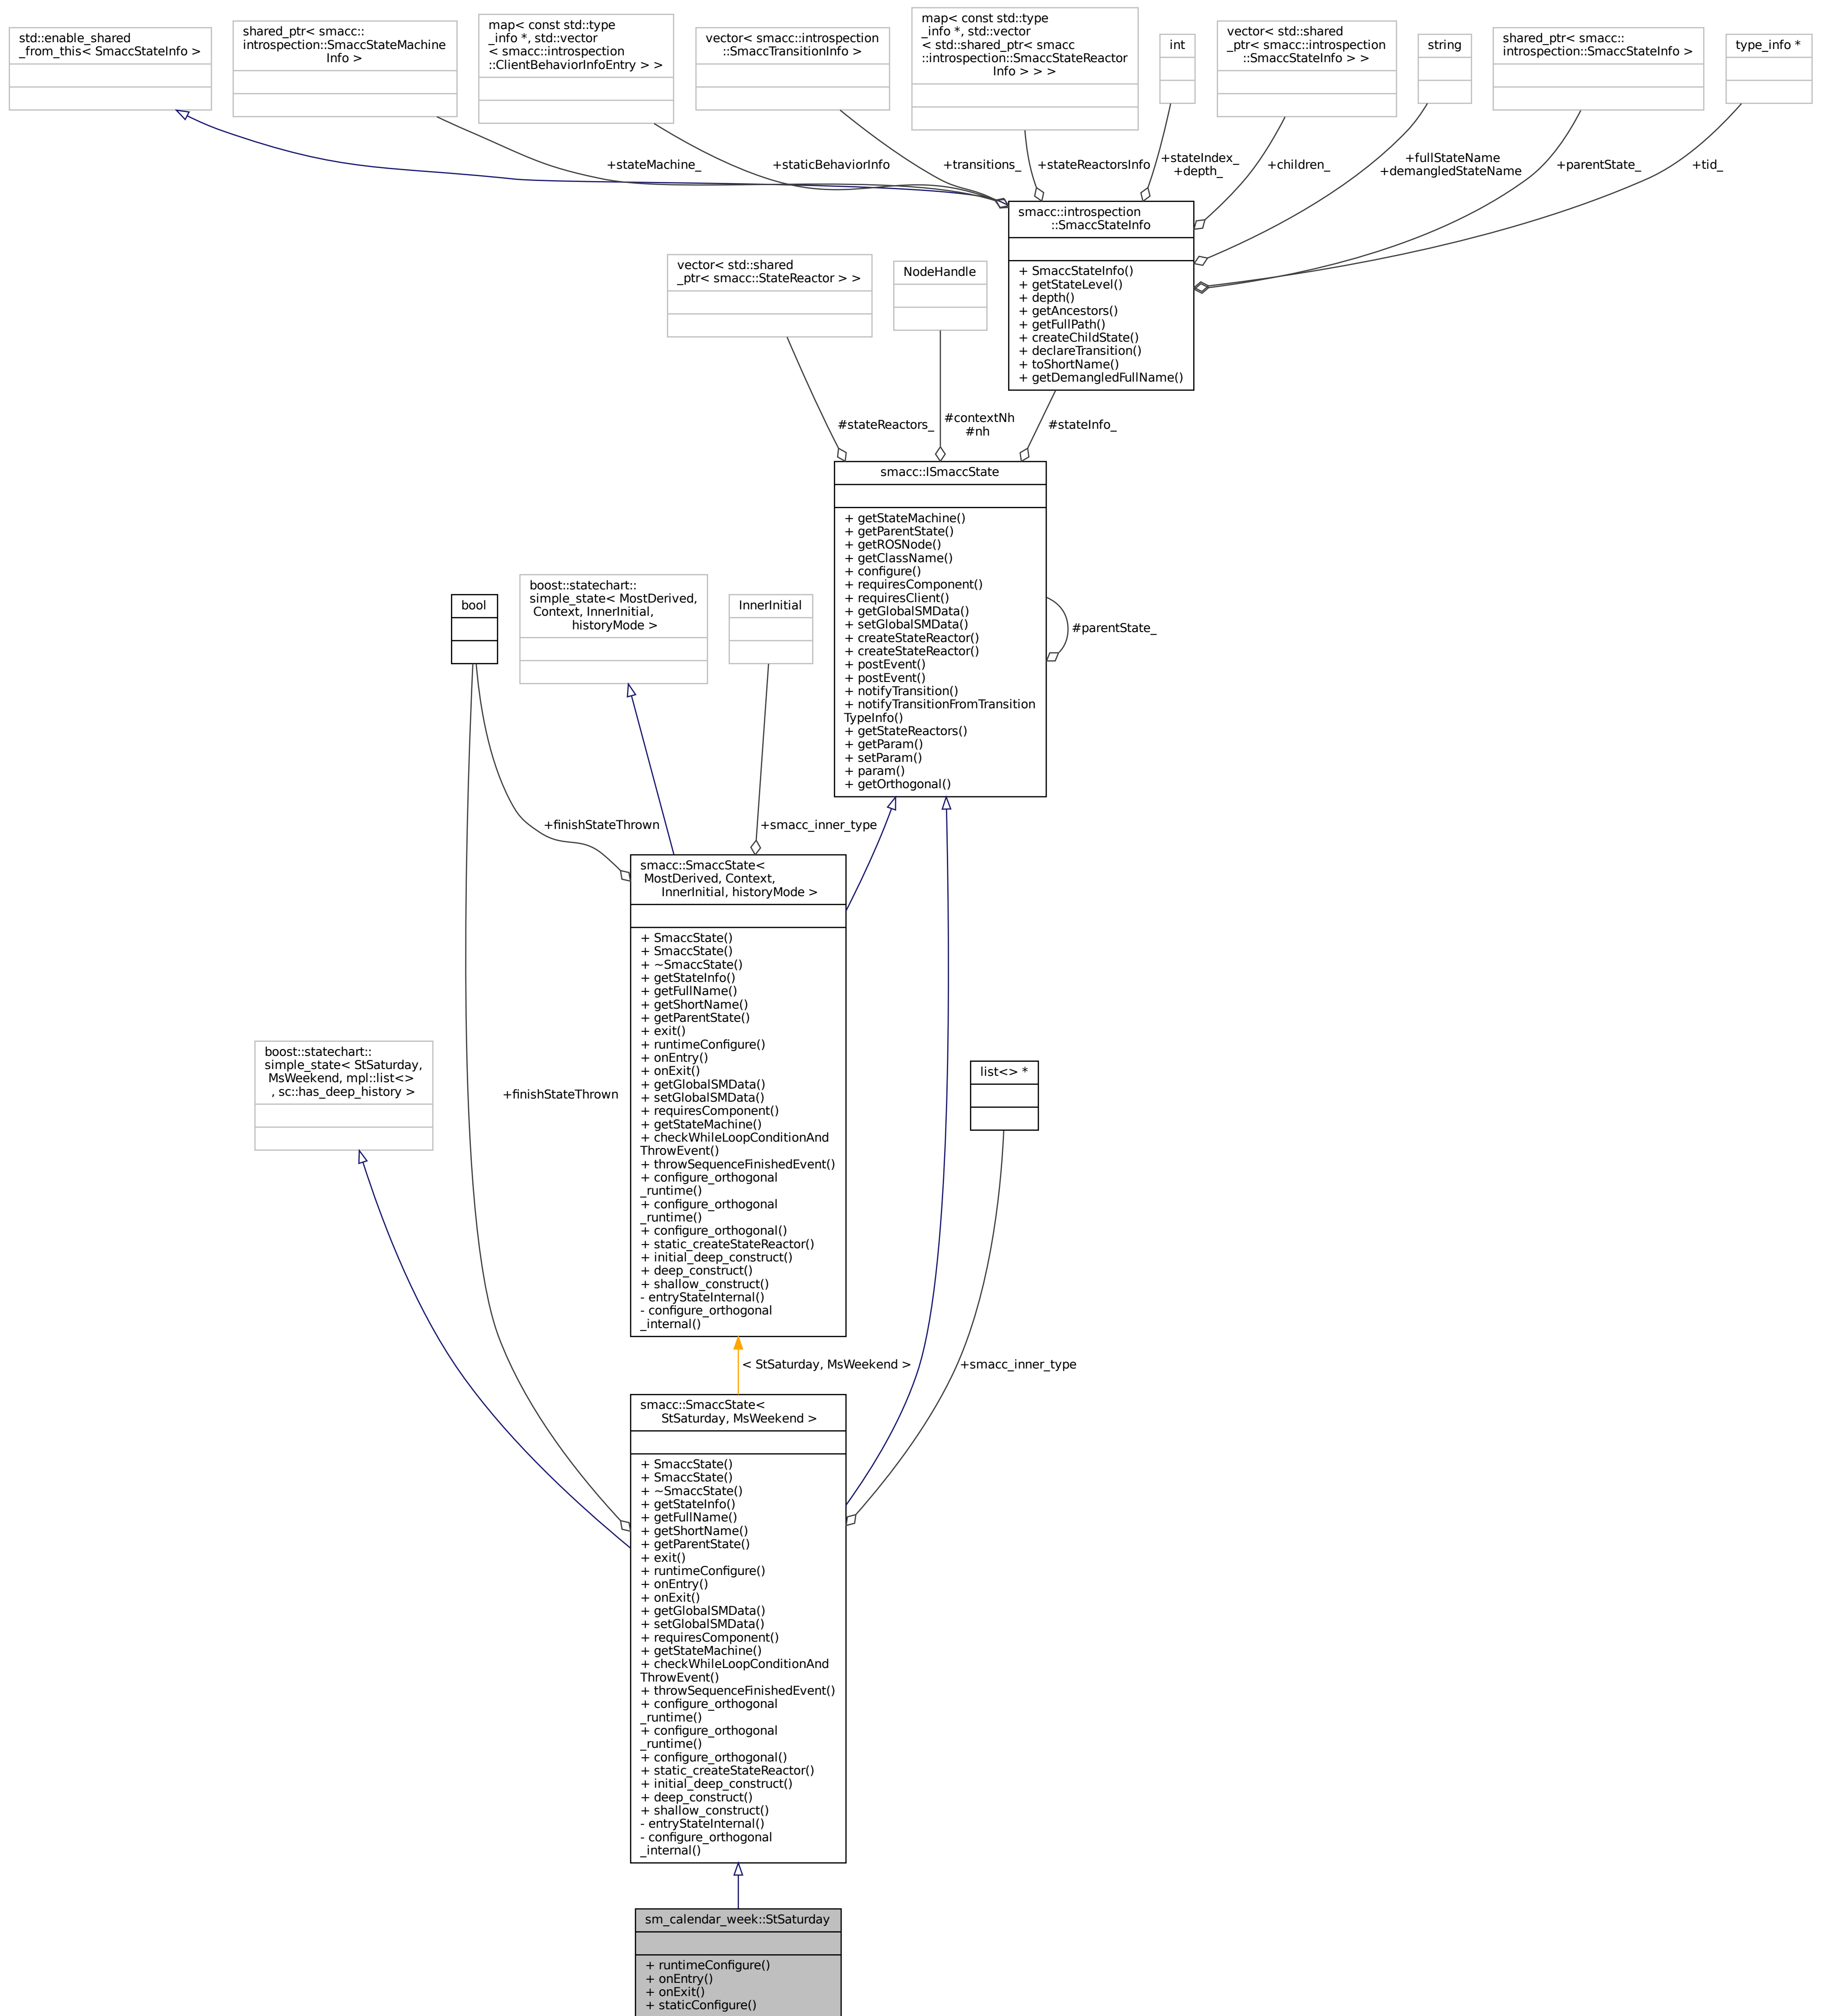 std::enable_shared
_from_this< SmaccStateInfo >
shared_ptr< smacc::
introspection::SmaccStateMachine
Info >
map< const std::type
_info *, std::vector
< smacc::introspection
::ClientBehaviorInfoEntry > >
vector< smacc::introspection
::SmaccTransitionInfo >
map< const std::type
_info *, std::vector
< std::shared_ptr< smacc
::introspection::SmaccStateReactor
Info > > >
int
vector< std::shared
_ptr< smacc::introspection
::SmaccStateInfo > >
string
shared_ptr< smacc::
introspection::SmaccStateInfo >
type_info *
+stateMachine_
+staticBehaviorInfo
+transitions_
+stateReactorsInfo
+stateIndex_
+depth_
+children_
+fullStateName
+demangledStateName
+parentState_
+tid_
smacc::introspection
::SmaccStateInfo
+ SmaccStateInfo()
+ getStateLevel()
+ depth()
+ getAncestors()
+ getFullPath()
+ createChildState()
+ declareTransition()
+ toShortName()
+ getDemangledFullName()
vector< std::shared
_ptr< smacc::StateReactor > >
NodeHandle
#stateReactors_
#contextNh
#nh
#stateInfo_
smacc::ISmaccState
+ getStateMachine()
+ getParentState()
+ getROSNode()
+ getClassName()
+ configure()
+ requiresComponent()
+ requiresClient()
+ getGlobalSMData()
+ setGlobalSMData()
+ createStateReactor()
+ createStateReactor()
+ postEvent()
+ postEvent()
+ notifyTransition()
+ notifyTransitionFromTransition
TypeInfo()
+ getStateReactors()
+ getParam()
+ setParam()
+ param()
+ getOrthogonal()
#parentState_
bool
boost::statechart::
simple_state< MostDerived,
Context, InnerInitial,
historyMode >
InnerInitial
+finishStateThrown
+smacc_inner_type
smacc::SmaccState<
MostDerived, Context,
InnerInitial, historyMode >
+ SmaccState()
+ SmaccState()
+ ~SmaccState()
+ getStateInfo()
+ getFullName()
+ getShortName()
+ getParentState()
+ exit()
+ runtimeConfigure()
+ onEntry()
+ onExit()
+ getGlobalSMData()
+ setGlobalSMData()
+ requiresComponent()
+ getStateMachine()
+ checkWhileLoopConditionAnd
ThrowEvent()
+ throwSequenceFinishedEvent()
+ configure_orthogonal
_runtime()
+ configure_orthogonal
_runtime()
+ configure_orthogonal()
+ static_createStateReactor()
+ initial_deep_construct()
+ deep_construct()
+ shallow_construct()
- entryStateInternal()
- configure_orthogonal
_internal()
boost::statechart::
simple_state< StSaturday,
MsWeekend, mpl::list<>
, sc::has_deep_history >
+finishStateThrown
list<> *
< StSaturday, MsWeekend >
+smacc_inner_type
smacc::SmaccState<
StSaturday, MsWeekend >
+ SmaccState()
+ SmaccState()
+ ~SmaccState()
+ getStateInfo()
+ getFullName()
+ getShortName()
+ getParentState()
+ exit()
+ runtimeConfigure()
+ onEntry()
+ onExit()
+ getGlobalSMData()
+ setGlobalSMData()
+ requiresComponent()
+ getStateMachine()
+ checkWhileLoopConditionAnd
ThrowEvent()
+ throwSequenceFinishedEvent()
+ configure_orthogonal
_runtime()
+ configure_orthogonal
_runtime()
+ configure_orthogonal()
+ static_createStateReactor()
+ initial_deep_construct()
+ deep_construct()
+ shallow_construct()
- entryStateInternal()
- configure_orthogonal
_internal()
sm_calendar_week::StSaturday
+ runtimeConfigure()
+ onEntry()
+ onExit()
+ staticConfigure()